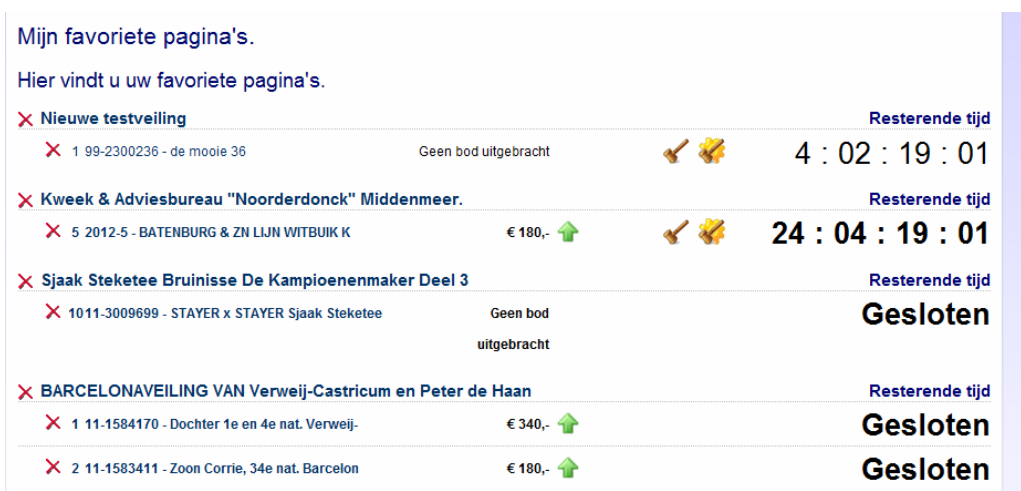 Mijn favoriete pagina's.
Hier vindt u uw favoriete pagina's.
Nieuwe testveiling Resterende tijd
1 99-2300236 - de mooie 36 Geen bod uitgebracht 4 : 02 : 19 : 01
Kweek & Adviesbureau "Noorderdonck" Middenmeer. Resterende tijd
5 2012-5 - BATENBURG & ZN LIJN WITBUIK K € 180,- 24 : 04 : 19 : 01
Sjaak Steketee Bruinisse De Kampioenenmaker Deel 3 Resterende tijd
1011-3009699 - STAYER x STAYER Sjaak Steketee Geen bod Gesloten
uitgebracht
BARCELONAVEILING VAN Verweij-Castricum en Peter de Haan Resterende tijd
1 11-1584170 - Dochter 1e en 4e nat. Verweij- € 340,- Gesloten
2 11-1583411 - Zoon Corrie, 34e nat. Barcelon € 180,- Gesloten